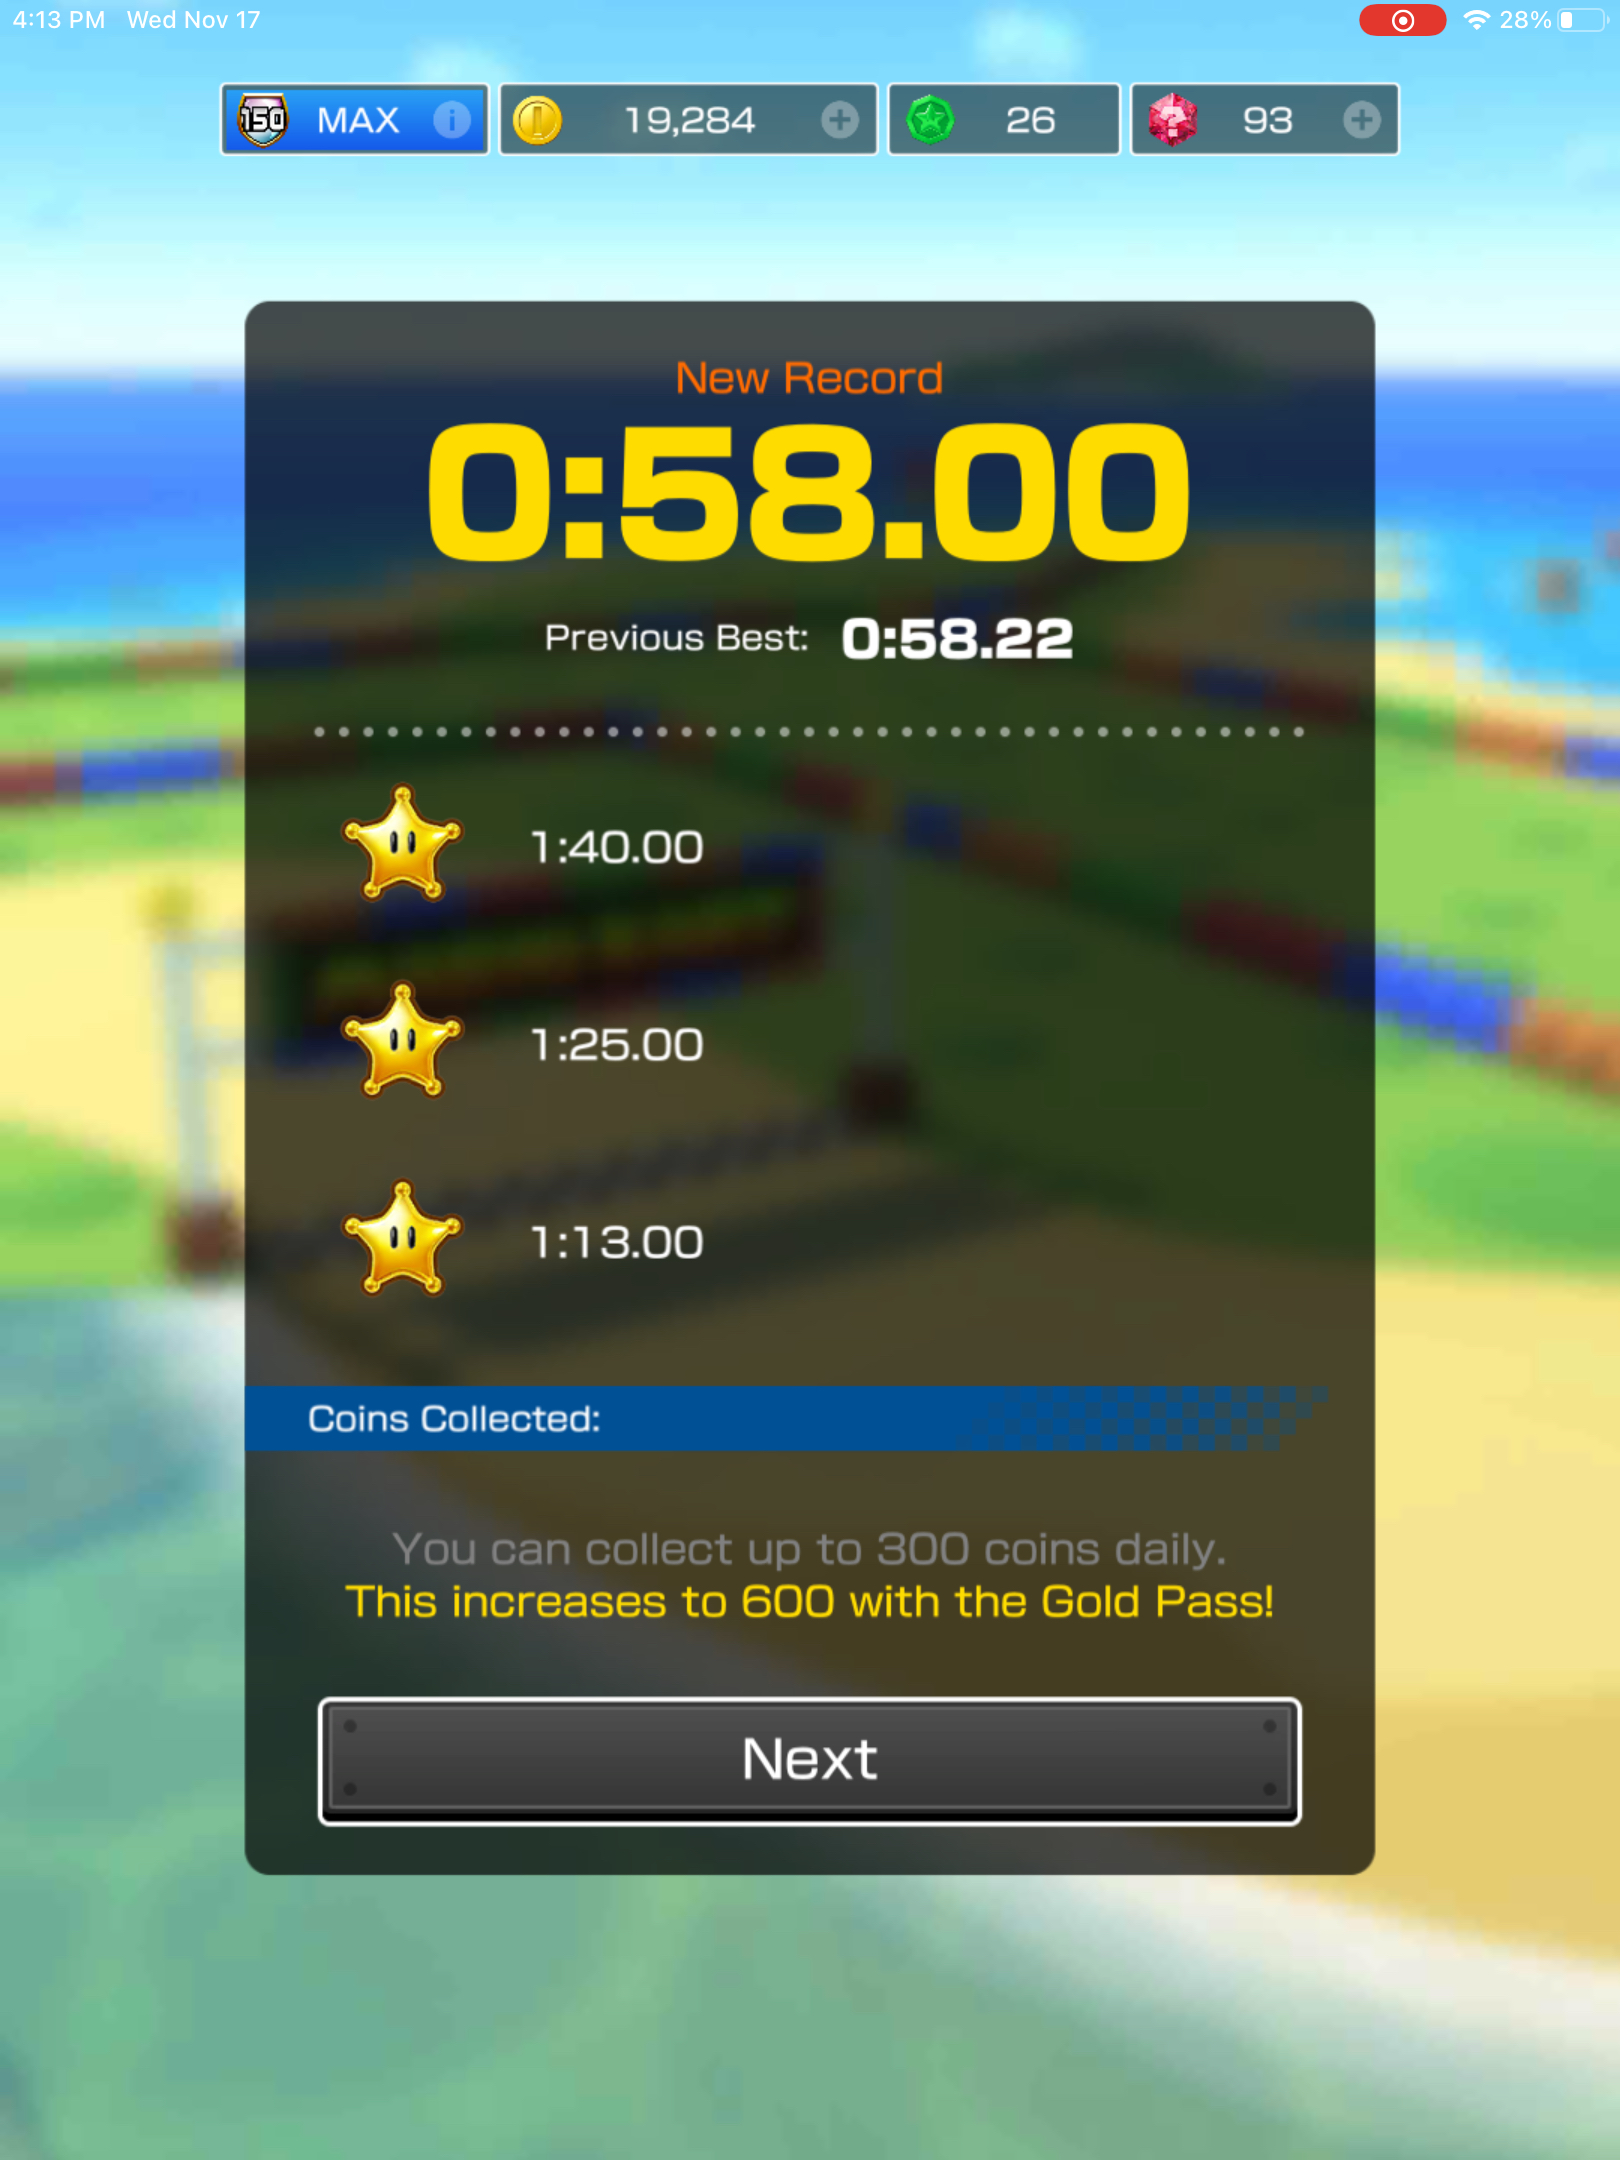 4:13 PM Wed Nov 17
28%
150 MAX i 19,284 + 26 ? 93 +
New Record
0:58.00
Previous Best: 0:58.22
1:40.00
1:25.00
1:13.00
Coins Collected:
You can collect up to 300 coins daily.
This increases to 600 with the Gold Pass!
Next